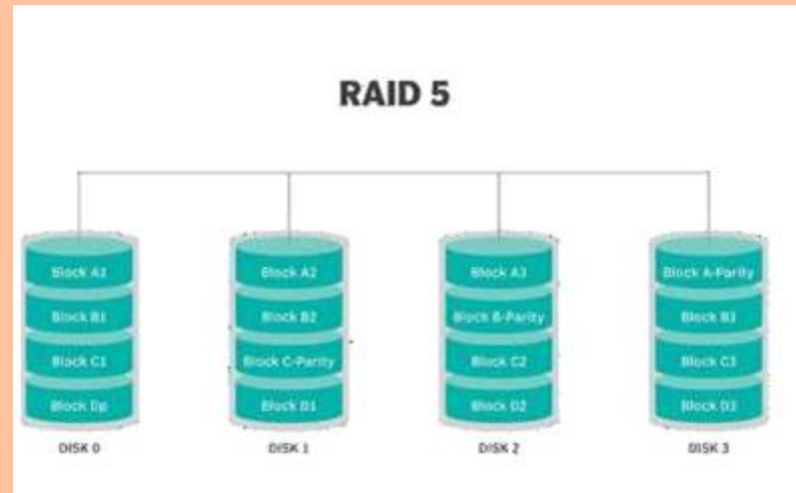 RAID 5
Block A1
Block B1
Block C1
Block Dp
DISK 0
Block A2
Block B2
Block C-Parity
Block D1
DISK 1
Block A3
Block B-Parity
Block C2
Block D2
DISK 2
Block A-Parity
Block B3
Block C3
Block D3
DISK 3